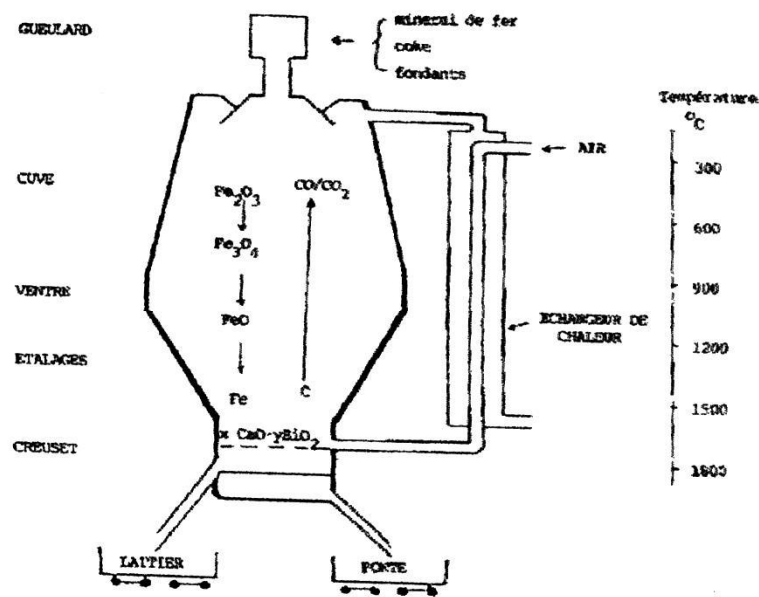 GUEULARD
minerai de fer
coke
fondants
Température
°C
AIR
300
CUVE
Fe2O3
CO/CO2
600
Fe3O4
VENTRE
900
FeO
ECHANGEUR DE
CHALEUR
1200
ETALAGES
Fe
C
1500
x CaO-ySiO2
CREUSET
1800
LAITIER
FONTE